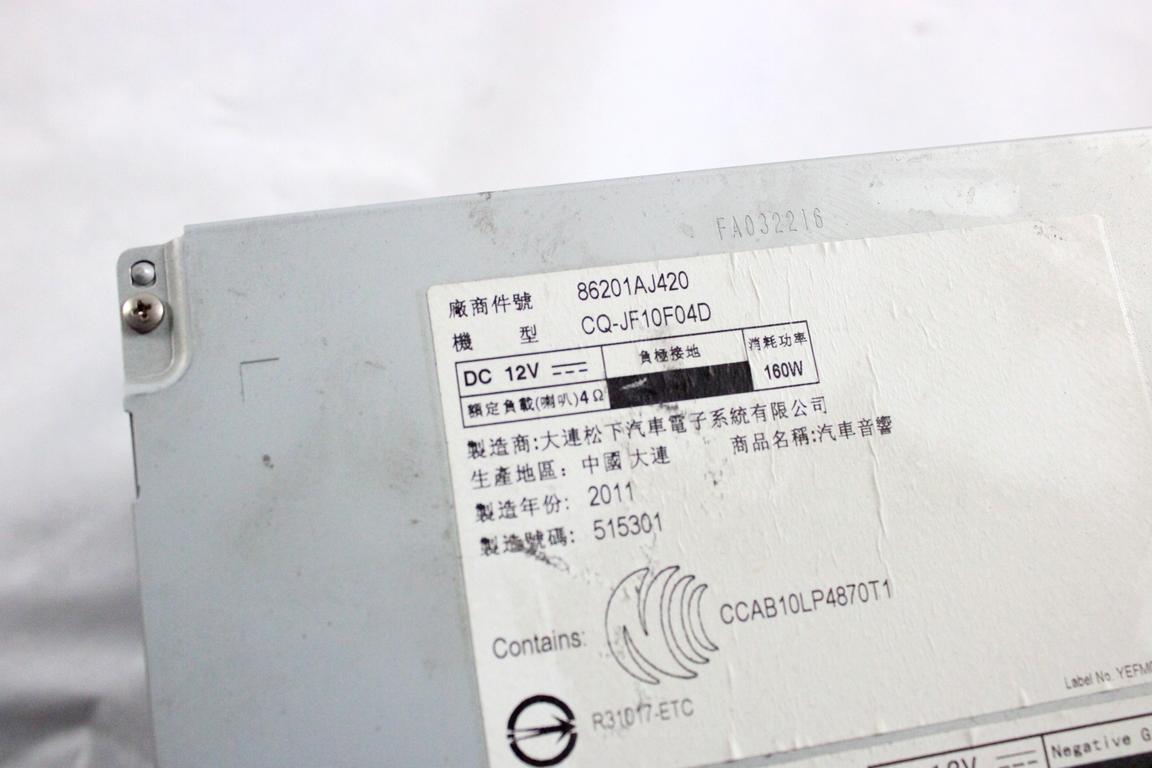 FA032216
廠商件號 86201AJ420
機 型 CQ-JF10F04D
DC 12V 負極接地 消耗功率
額定負載(喇叭)4Ω 160W
製造商:大連松下汽車電子系統有限公司
生產地區: 中國 大連 商品名稱:汽車音響
製造年份: 2011
製造號碼: 515301
Contains: CCAB10LP4870T1
R31017-ETC
Label No. YEFM
12V Negative G